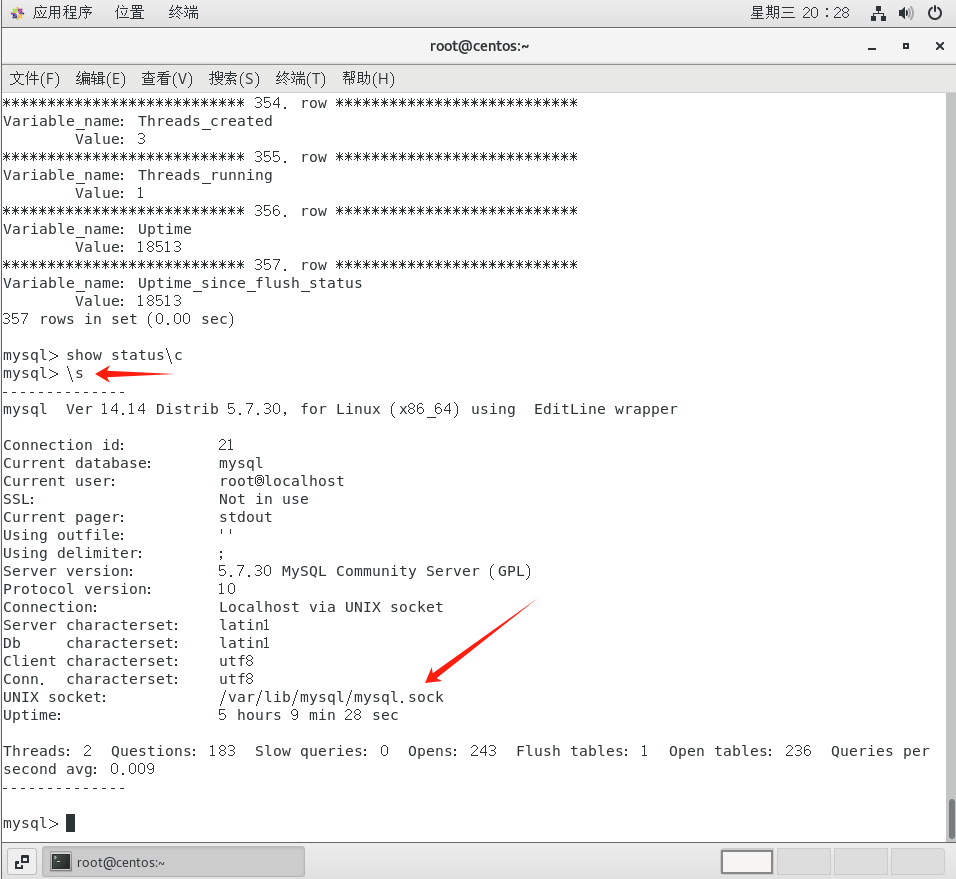 应用程序 位置 终端 星期三 20：28
root@centos:~
文件(F) 编辑(E) 查看(V) 搜索(S) 终端(T) 帮助(H)
*************************** 354. row ***************************
Variable_name: Threads_created
        Value: 3
*************************** 355. row ***************************
Variable_name: Threads_running
        Value: 1
*************************** 356. row ***************************
Variable_name: Uptime
        Value: 18513
*************************** 357. row ***************************
Variable_name: Uptime_since_flush_status
        Value: 18513
357 rows in set (0.00 sec)
mysql> show status\c
mysql> \s
--------------
mysql  Ver 14.14 Distrib 5.7.30, for Linux (x86_64) using  EditLine wrapper
Connection id:          21
Current database:       mysql
Current user:           root@localhost
SSL:                    Not in use
Current pager:          stdout
Using outfile:          ''
Using delimiter:        ;
Server version:         5.7.30 MySQL Community Server (GPL)
Protocol version:       10
Connection:             Localhost via UNIX socket
Server characterset:    latin1
Db     characterset:    latin1
Client characterset:    utf8
Conn.  characterset:    utf8
UNIX socket:            /var/lib/mysql/mysql.sock
Uptime:                 5 hours 9 min 28 sec
Threads: 2  Questions: 183  Slow queries: 0  Opens: 243  Flush tables: 1  Open tables: 236  Queries per
second avg: 0.009
--------------
mysql>
root@centos:~